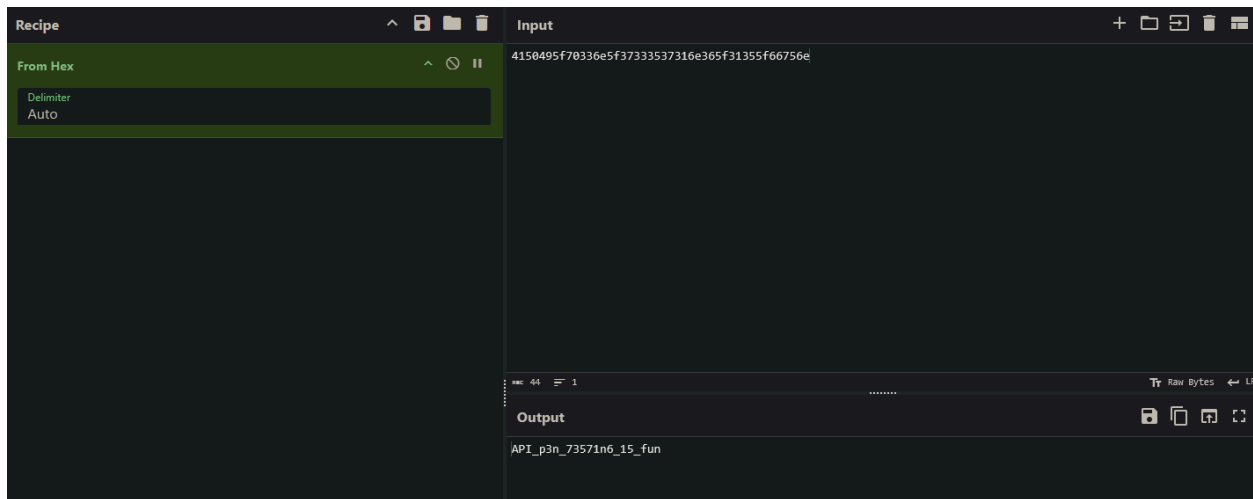 Recipe
From Hex
Delimiter
Auto
Input
4150495f70336e5f37333537316e365f31355f66756e
44 1
Raw Bytes
Output
API_p3n_73571n6_15_fun